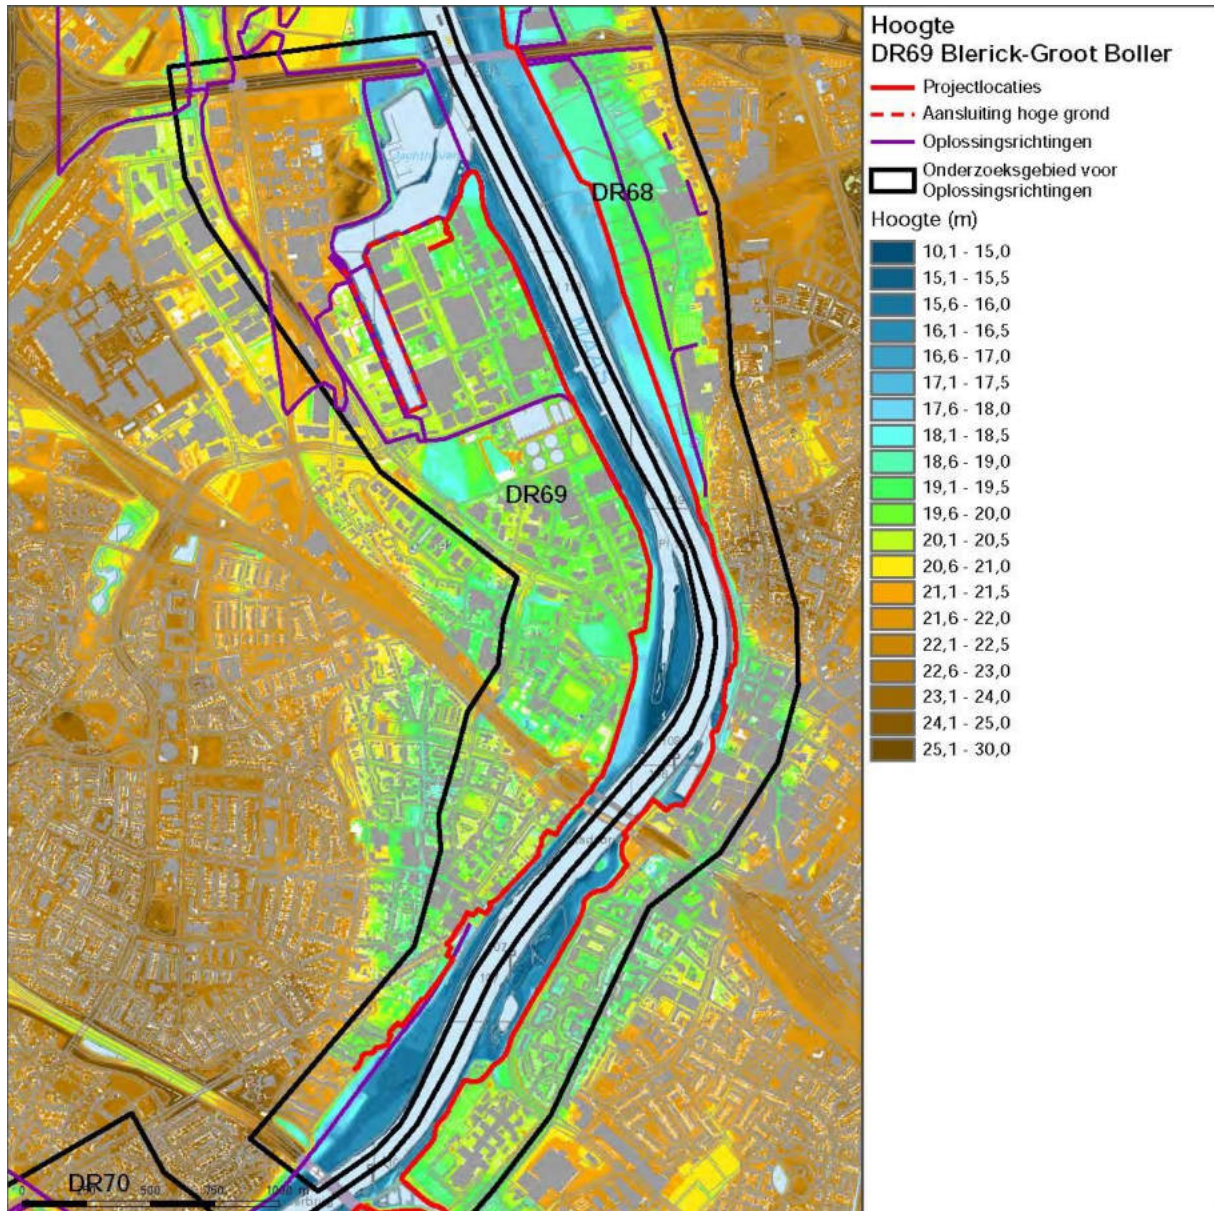 Hoogte
DR69 Blerick-Groot Boller
Projectlocaties
Aansluiting hoge grond
Oplossingsrichtingen
Onderzoeksgebied voor
Oplossingsrichtingen
Hoogte (m)
10,1 - 15,0
15,1 - 15,5
15,6 - 16,0
16,1 - 16,5
16,6 - 17,0
17,1 - 17,5
17,6 - 18,0
18,1 - 18,5
18,6 - 19,0
19,1 - 19,5
19,6 - 20,0
20,1 - 20,5
20,6 - 21,0
21,1 - 21,5
21,6 - 22,0
22,1 - 22,5
22,6 - 23,0
23,1 - 24,0
24,1 - 25,0
25,1 - 30,0
DR68
MAAS
DR69
DR70
0 500 750 1000 m